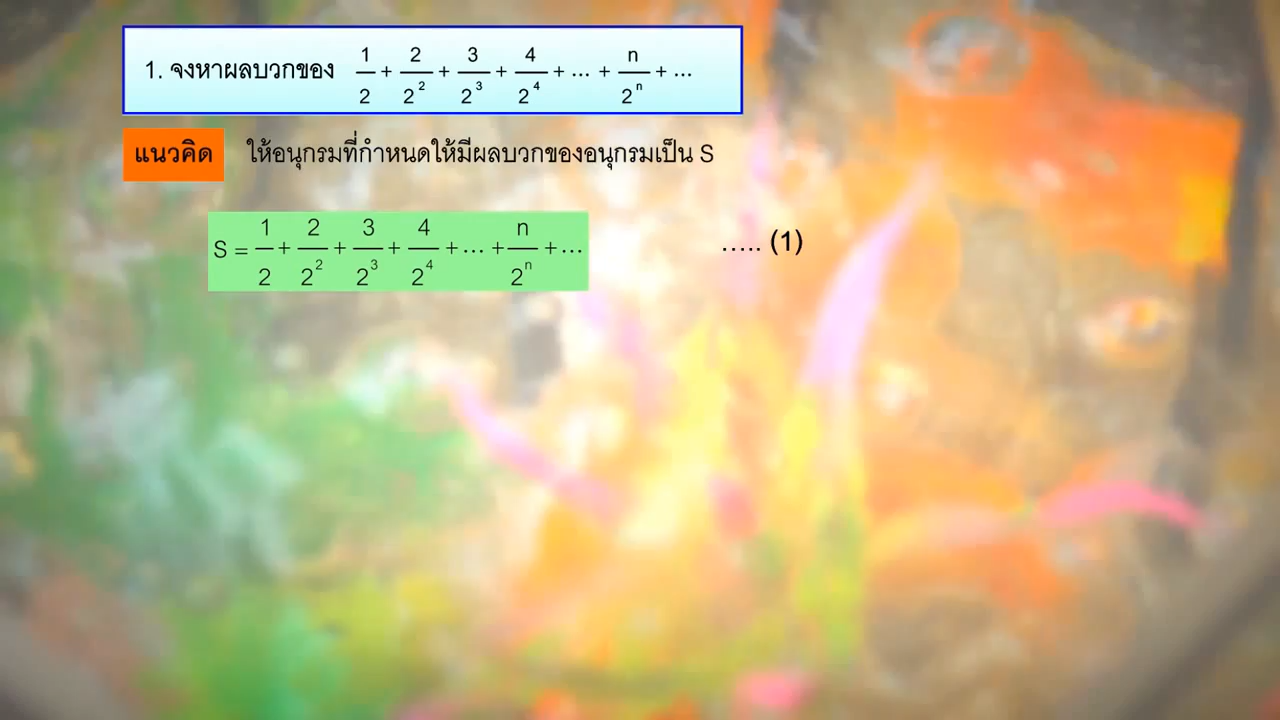 1. จงหาผลบวกของ 1/2 + 2/2² + 3/2³ + 4/2⁴ + ... + n/2ⁿ + ...
แนวคิด ให้อนุกรมที่กำหนดให้มีผลบวกของอนุกรมเป็น S
S = 1/2 + 2/2² + 3/2³ + 4/2⁴ + ... + n/2ⁿ + ... ..... (1)